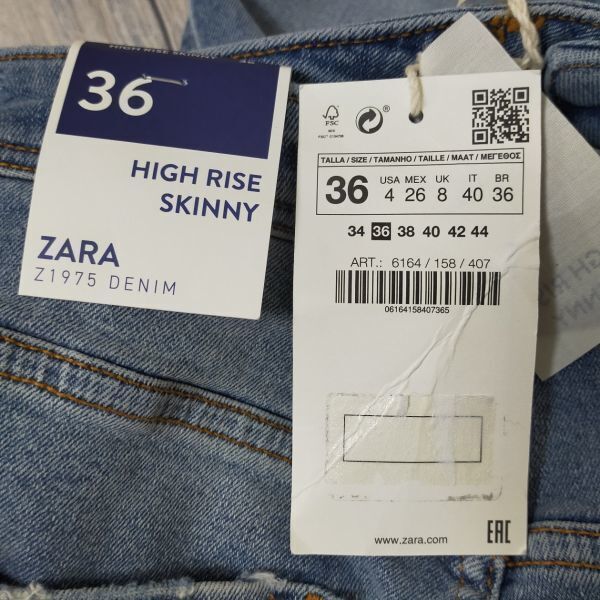 HIGH RISE SKINNY
36
HIGH RISE
SKINNY
ZARA
Z1975 DENIM
FSC
®
TALLA / SIZE / TAMANHO / TAILLE / MAAT / ΜΕΓΕΘΟΣ
36
USA MEX UK IT BR
4 26 8 40 36
34 36 38 40 42 44
ART.: 6164 / 158 / 407
06164158407365
www.zara.com
EAC